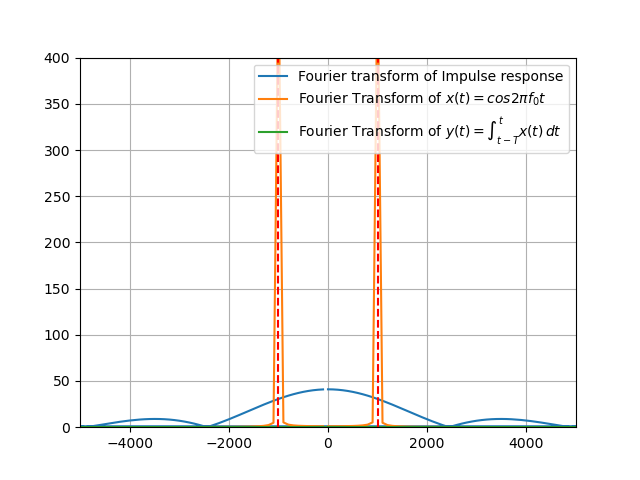 400
350
300
250
200
150
100
50
0
−4000 −2000 0 2000 4000
Fourier transform of Impulse response
Fourier Transform of x(t) = cos2πf₀t
Fourier Transform of y(t) = ∫ₜ₋ₜᵗ x(t) dt